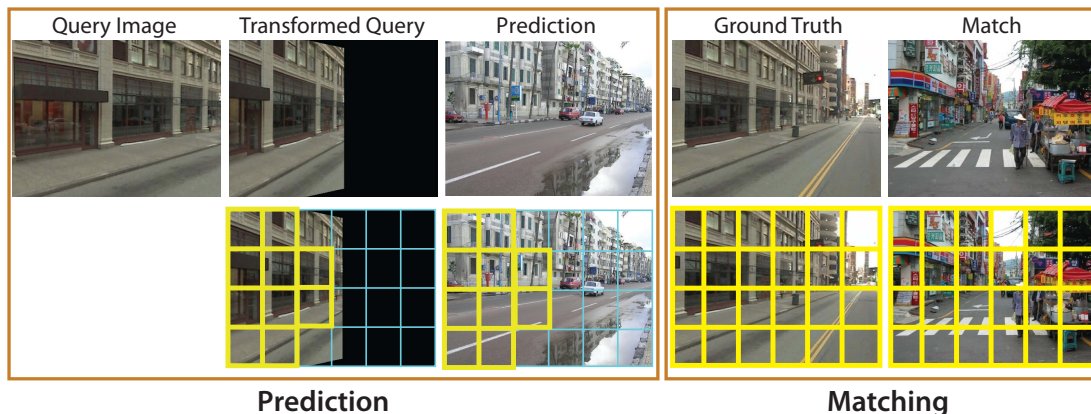 Query Image
Transformed Query
Prediction
Ground Truth
Match
Prediction
Matching